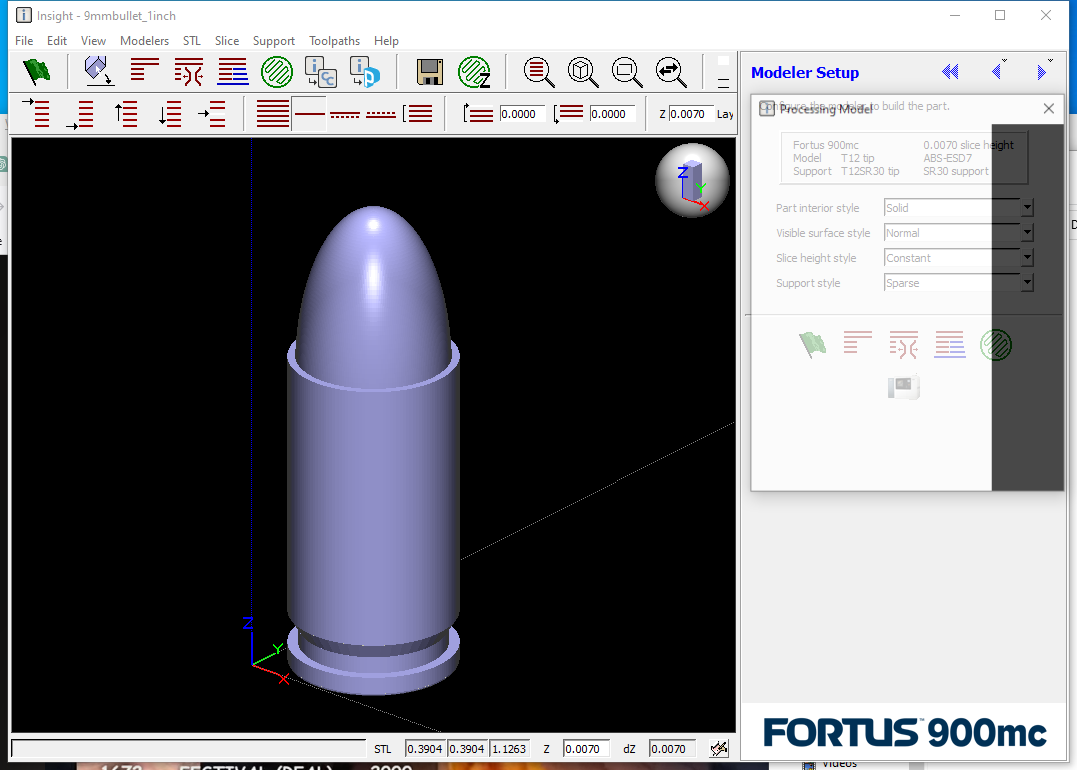 Insight - 9mmbullet_1inch
File Edit View Modelers STL Slice Support Toolpaths Help
0.0000 0.0000 Z 0.0070 Lay
Modeler Setup
Configure the modeler to build the part.
Processing Model
Fortus 900mc 0.0070 slice height
Model T12 tip ABS-ESD7
Support T12SR30 tip SR30 support
Part interior style Solid
Visible surface style Normal
Slice height style Constant
Support style Sparse
Z
Y
X
Z
Y
X
STL 0.3904 0.3904 1.1263 Z 0.0070 dZ 0.0070
FORTUS™ 900mc
Videos